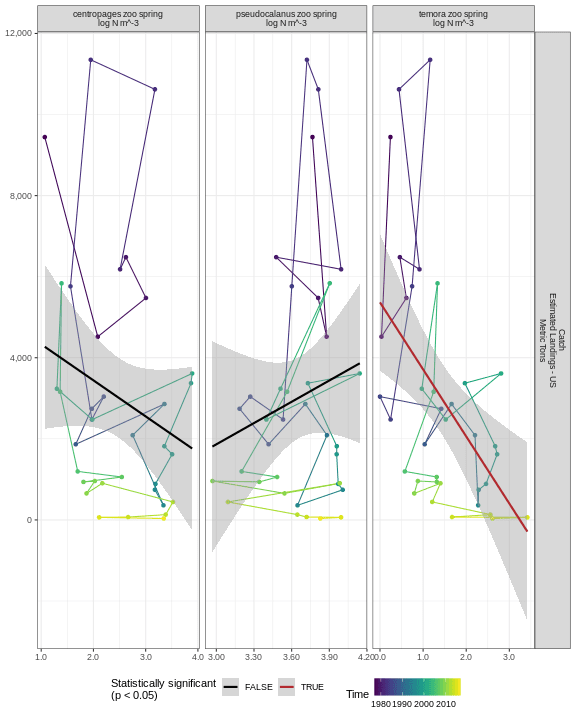 centropages zoo spring
log N m^-3
pseudocalanus zoo spring
log N m^-3
temora zoo spring
log N m^-3
12,000
8,000
4,000
0
Catch
Estimated Landings - US
Metric Tons
1.0 2.0 3.0 4.0
3.00 3.30 3.60 3.90 4.20
0.0 1.0 2.0 3.0
Statistically significant
(p < 0.05)
FALSE
TRUE
Time
1980 1990 2000 2010